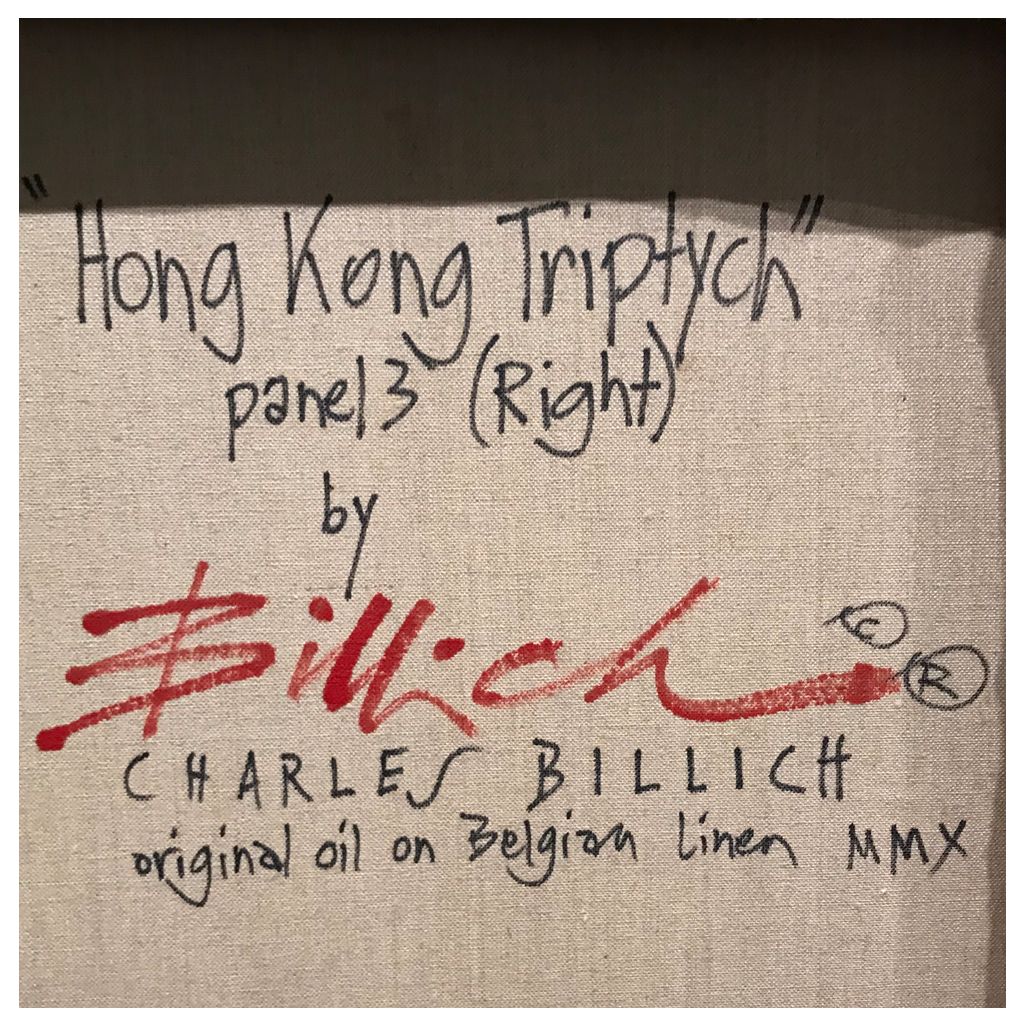 "Hong Kong Triptych"
panel 3 (Right)
by
Billich © ®
CHARLES BILLICH
original oil on Belgian Linen MMX